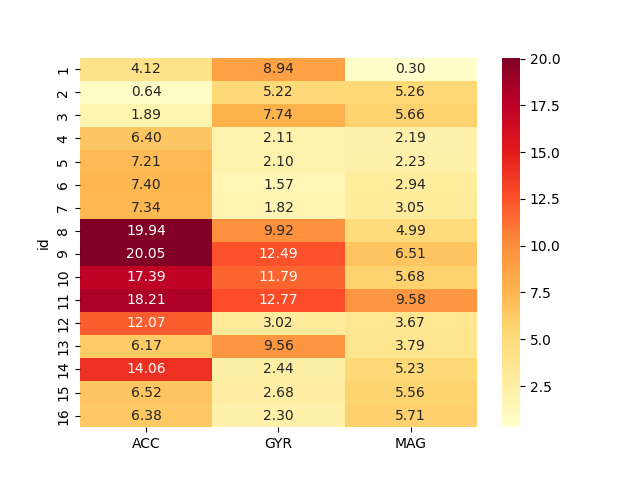 1 4.12 8.94 0.30
2 0.64 5.22 5.26
3 1.89 7.74 5.66
4 6.40 2.11 2.19
5 7.21 2.10 2.23
6 7.40 1.57 2.94
7 7.34 1.82 3.05
8 19.94 9.92 4.99
9 20.05 12.49 6.51
10 17.39 11.79 5.68
11 18.21 12.77 9.58
12 12.07 3.02 3.67
13 6.17 9.56 3.79
14 14.06 2.44 5.23
15 6.52 2.68 5.56
16 6.38 2.30 5.71
id
ACC GYR MAG
20.0
17.5
15.0
12.5
10.0
7.5
5.0
2.5